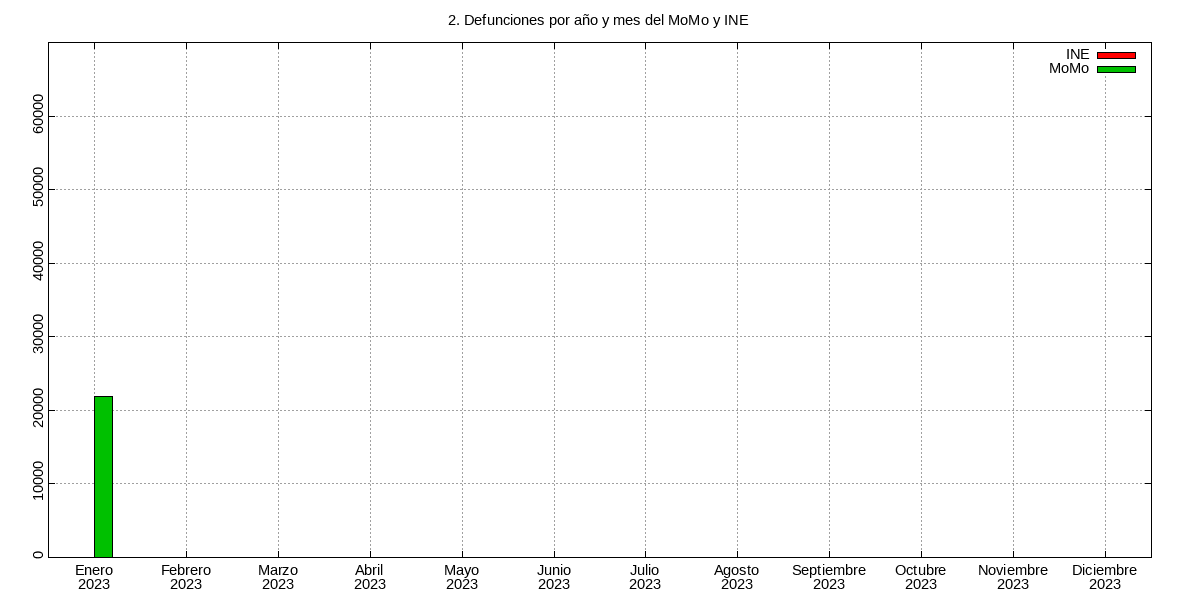 2. Defunciones por año y mes del MoMo y INE
INE
MoMo
60000
50000
40000
30000
20000
10000
0
Enero Febrero Marzo Abril Mayo Junio Julio Agosto Septiembre Octubre Noviembre Diciembre
2023 2023 2023 2023 2023 2023 2023 2023 2023 2023 2023 2023